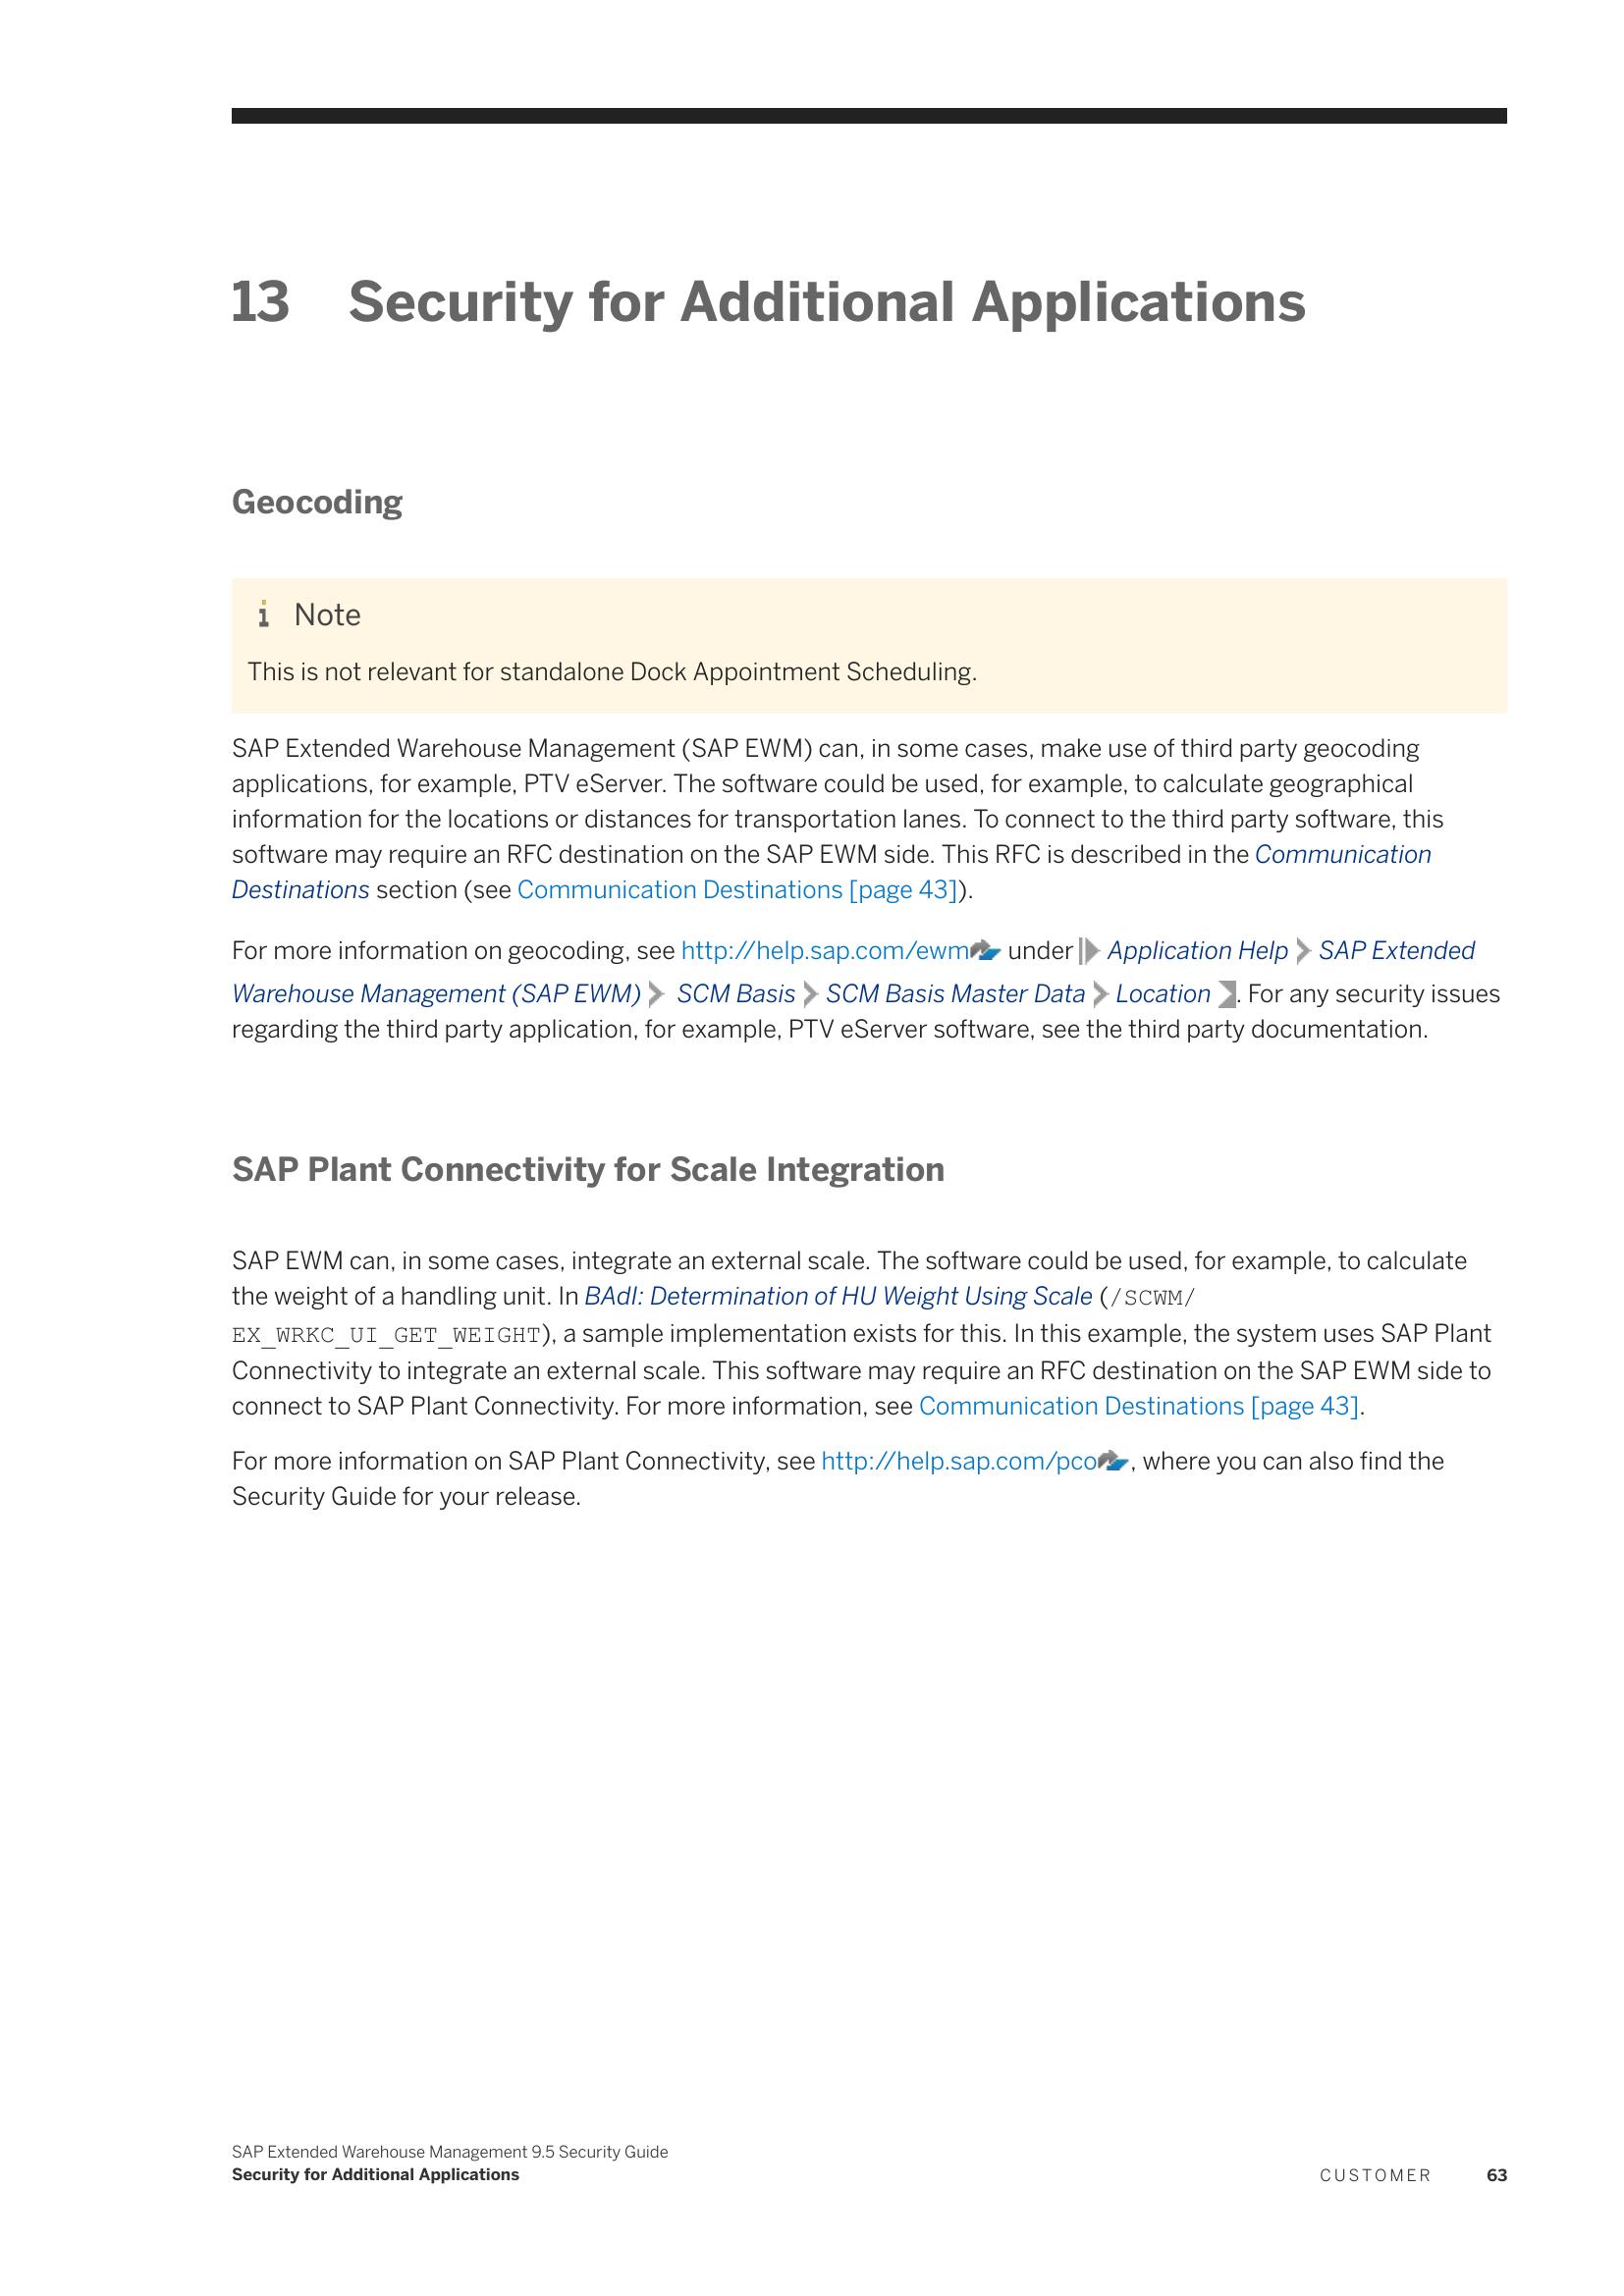 13 Security for Additional Applications
Geocoding
Note
This is not relevant for standalone Dock Appointment Scheduling.
SAP Extended Warehouse Management (SAP EWM) can, in some cases, make use of third party geocoding
applications, for example, PTV eServer. The software could be used, for example, to calculate geographical
information for the locations or distances for transportation lanes. To connect to the third party software, this
software may require an RFC destination on the SAP EWM side. This RFC is described in the Communication
Destinations section (see Communication Destinations [page 43]).
For more information on geocoding, see http://help.sap.com/ewm under Application Help SAP Extended
Warehouse Management (SAP EWM) SCM Basis SCM Basis Master Data Location . For any security issues
regarding the third party application, for example, PTV eServer software, see the third party documentation.
SAP Plant Connectivity for Scale Integration
SAP EWM can, in some cases, integrate an external scale. The software could be used, for example, to calculate
the weight of a handling unit. In BAdI: Determination of HU Weight Using Scale (/SCWM/
EX_WRKC_UI_GET_WEIGHT), a sample implementation exists for this. In this example, the system uses SAP Plant
Connectivity to integrate an external scale. This software may require an RFC destination on the SAP EWM side to
connect to SAP Plant Connectivity. For more information, see Communication Destinations [page 43].
For more information on SAP Plant Connectivity, see http://help.sap.com/pco , where you can also find the
Security Guide for your release.
SAP Extended Warehouse Management 9.5 Security Guide
Security for Additional Applications
CUSTOMER 63